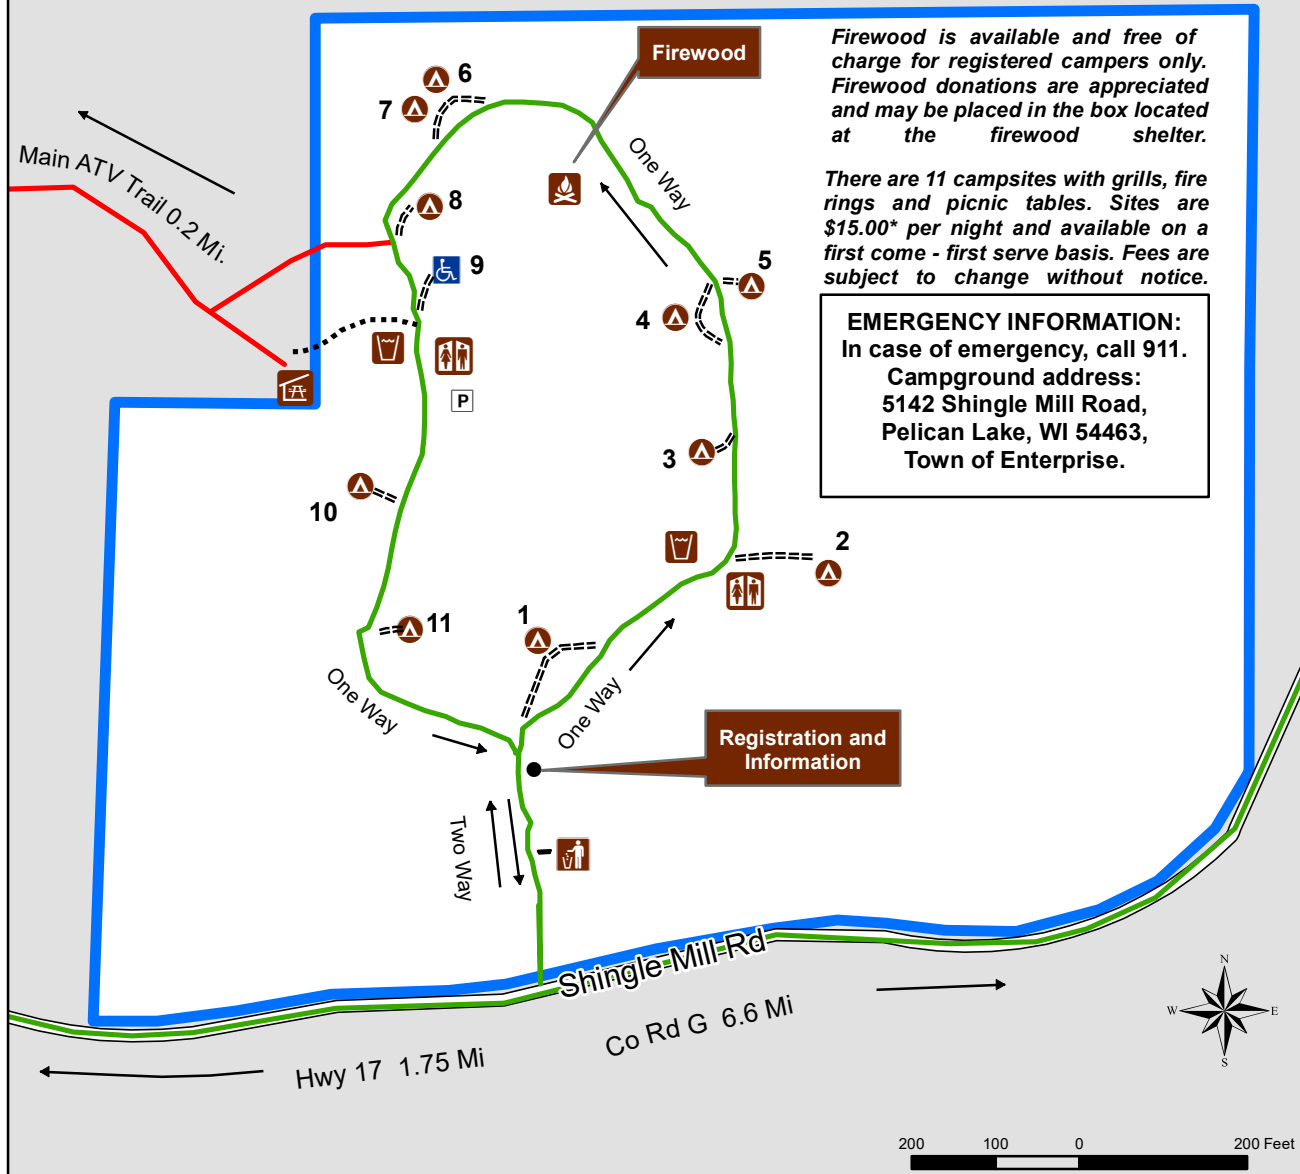 Firewood
Firewood is available and free of
charge for registered campers only.
Firewood donations are appreciated
and may be placed in the box located
at the firewood shelter.
There are 11 campsites with grills, fire
rings and picnic tables. Sites are
$15.00* per night and available on a
first come - first serve basis. Fees are
subject to change without notice.
EMERGENCY INFORMATION:
In case of emergency, call 911.
Campground address:
5142 Shingle Mill Road,
Pelican Lake, WI 54463,
Town of Enterprise.
6
7
Main ATV Trail 0.2 Mi.
One Way
8
9
5
4
P
3
10
2
1
11
One Way
One Way
Registration and
Information
Two Way
Shingle Mill Rd
Co Rd G 6.6 Mi
Hwy 17 1.75 Mi
N
W
E
S
200 100 0 200 Feet